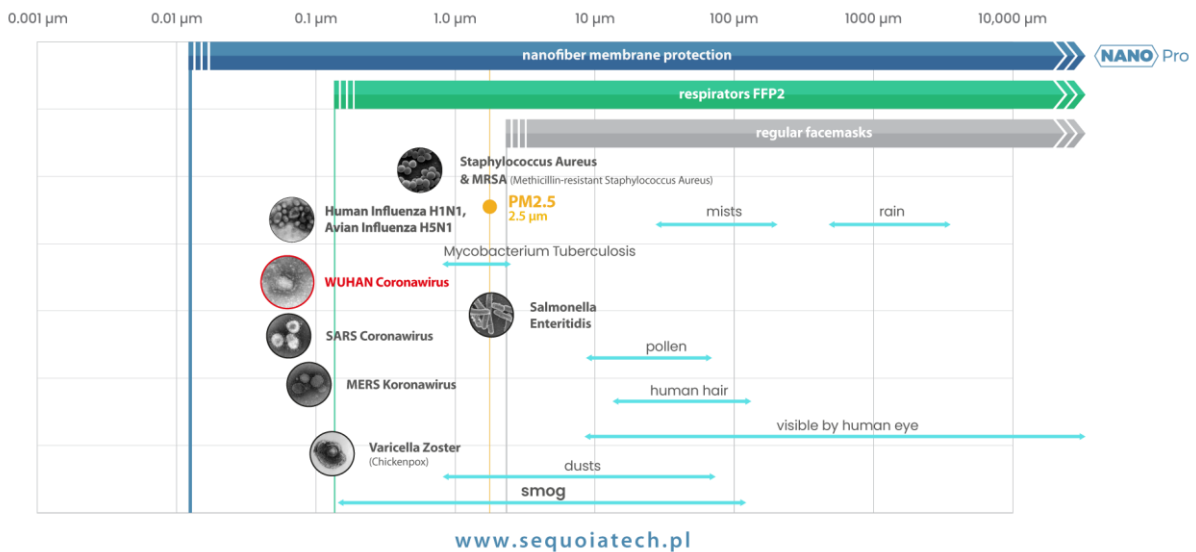 0.001 μm 0.01 μm 0.1 μm 1.0 μm 10 μm 100 μm 1000 μm 10,000 μm
nanofiber membrane protection
NANO Pro
respirators FFP2
regular facemasks
Staphylococcus Aureus
& MRSA (Methicillin-resistant Staphylococcus Aureus)
PM2.5
2.5 μm
Human Influenza H1N1,
Avian Influenza H5N1
mists
rain
Mycobacterium Tuberculosis
WUHAN Coronawirus
Salmonella
Enteritidis
SARS Coronawirus
pollen
MERS Koronawirus
human hair
visible by human eye
Varicella Zoster
(Chickenpox)
dusts
smog
www.sequoiatech.pl